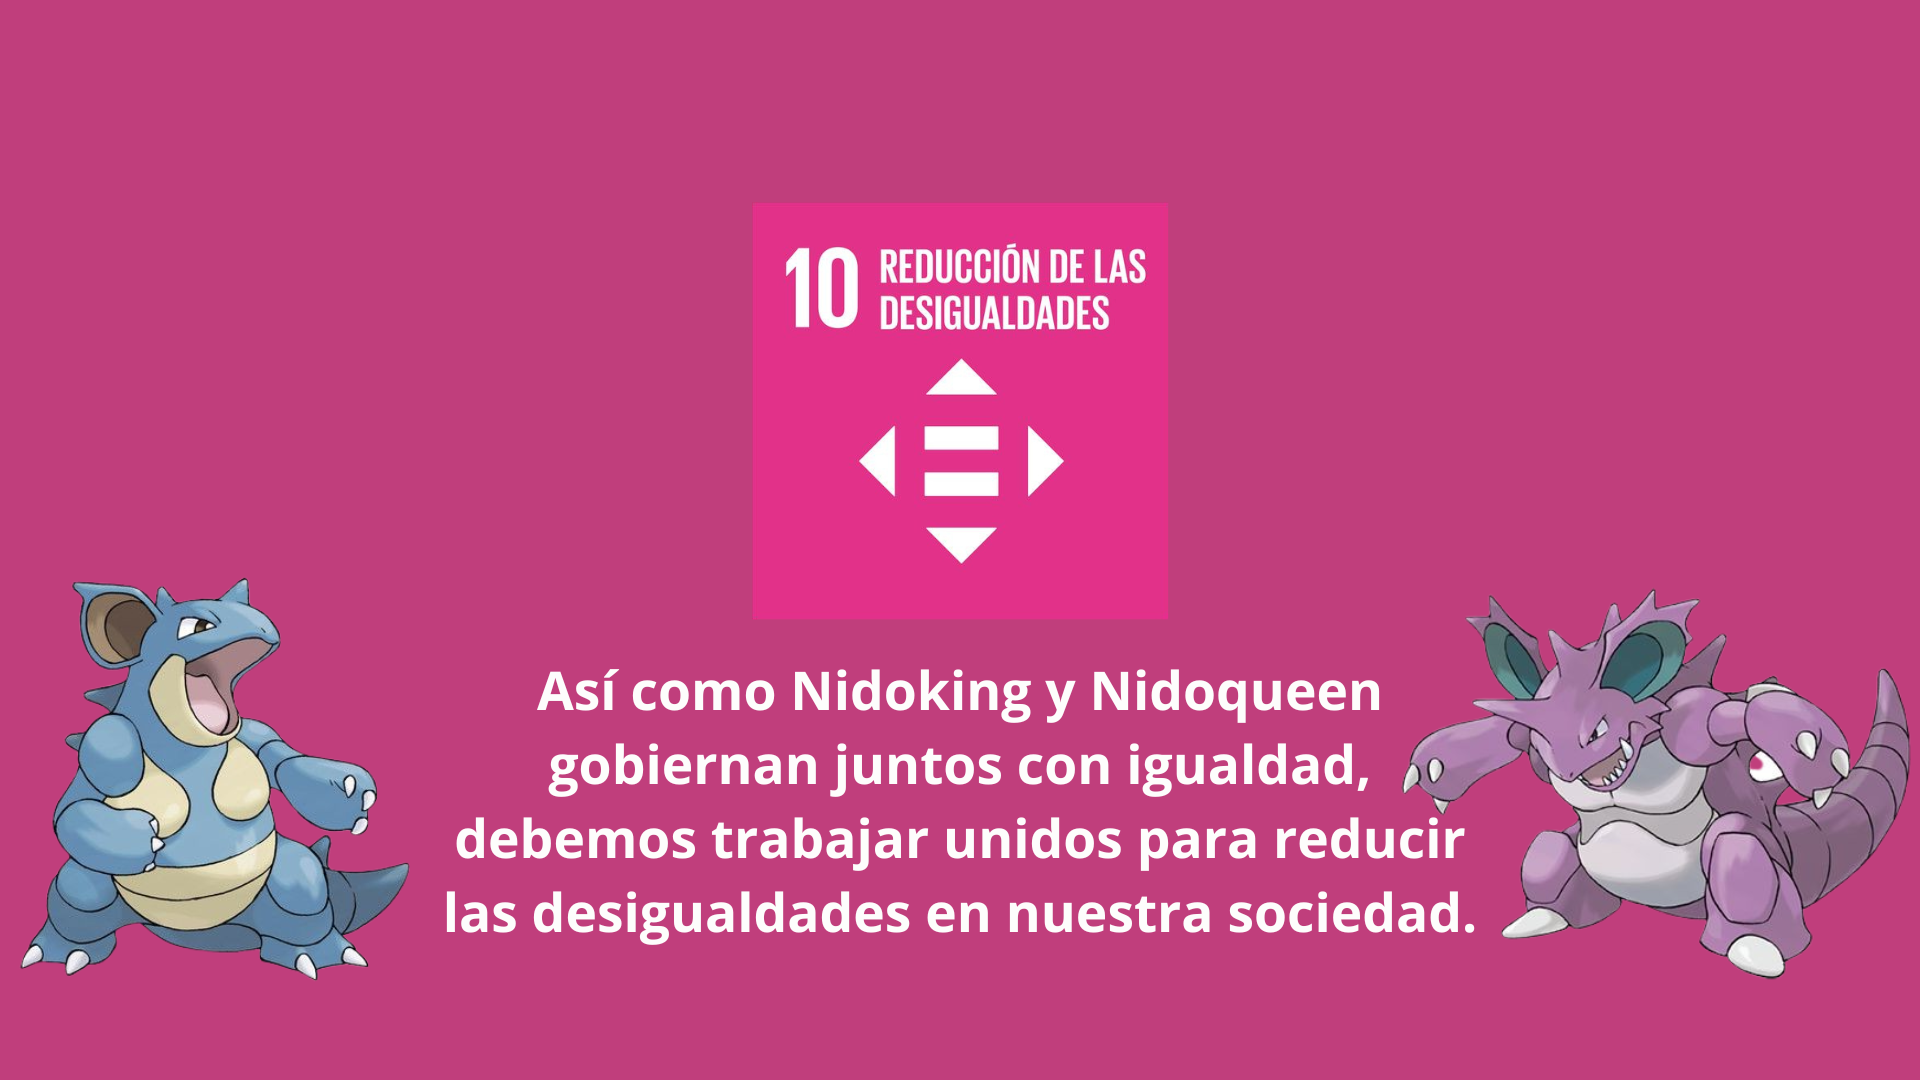 10 REDUCCIÓN DE LAS
DESIGUALDADES
Así como Nidoking y Nidoqueen
gobiernan juntos con igualdad,
debemos trabajar unidos para reducir
las desigualdades en nuestra sociedad.